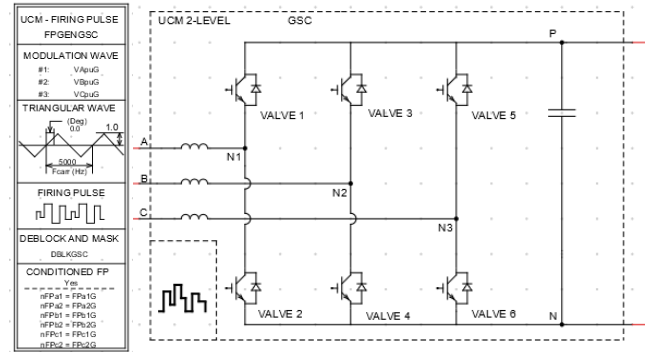 UCM - FIRING PULSE
FPGENGSC
MODULATION WAVE
#1: VApuG
#2: VBpuG
#3: VCpuG
TRIANGULAR WAVE
(Deg)
0.0
1.0
5000
Fcarr (Hz)
FIRING PULSE
DEBLOCK AND MASK
DBLKGSC
CONDITIONED FP
Yes
nFPa1 = FPa1G
nFPa2 = FPa2G
nFPb1 = FPb1G
nFPb2 = FPb2G
nFPc1 = FPc1G
nFPc2 = FPc2G
UCM 2-LEVEL GSC
P
VALVE 1
VALVE 3
VALVE 5
A
N1
B
N2
C
N3
VALVE 2
VALVE 4
VALVE 6
N